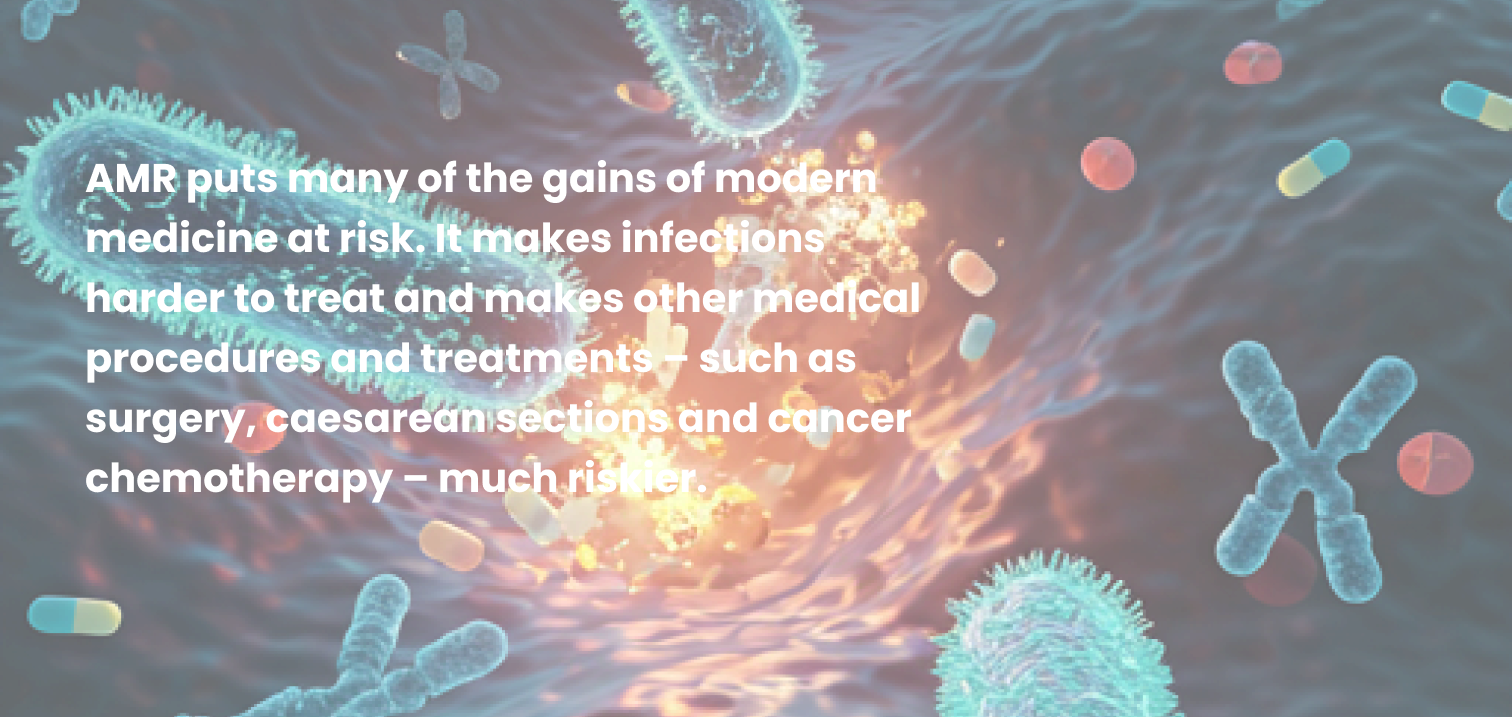 AMR puts many of the gains of modern
medicine at risk. It makes infections
harder to treat and makes other medical
procedures and treatments – such as
surgery, caesarean sections and cancer
chemotherapy – much riskier.